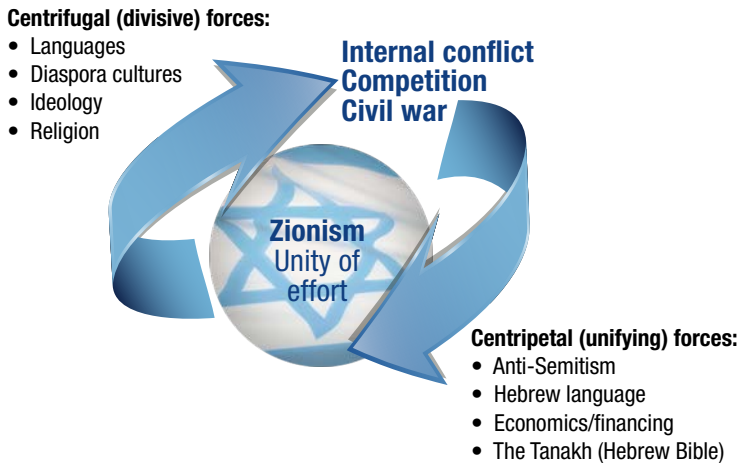 Centrifugal (divisive) forces:
• Languages
• Diaspora cultures
• Ideology
• Religion
Internal conflict
Competition
Civil war
Zionism
Unity of
effort
Centripetal (unifying) forces:
• Anti-Semitism
• Hebrew language
• Economics/financing
• The Tanakh (Hebrew Bible)